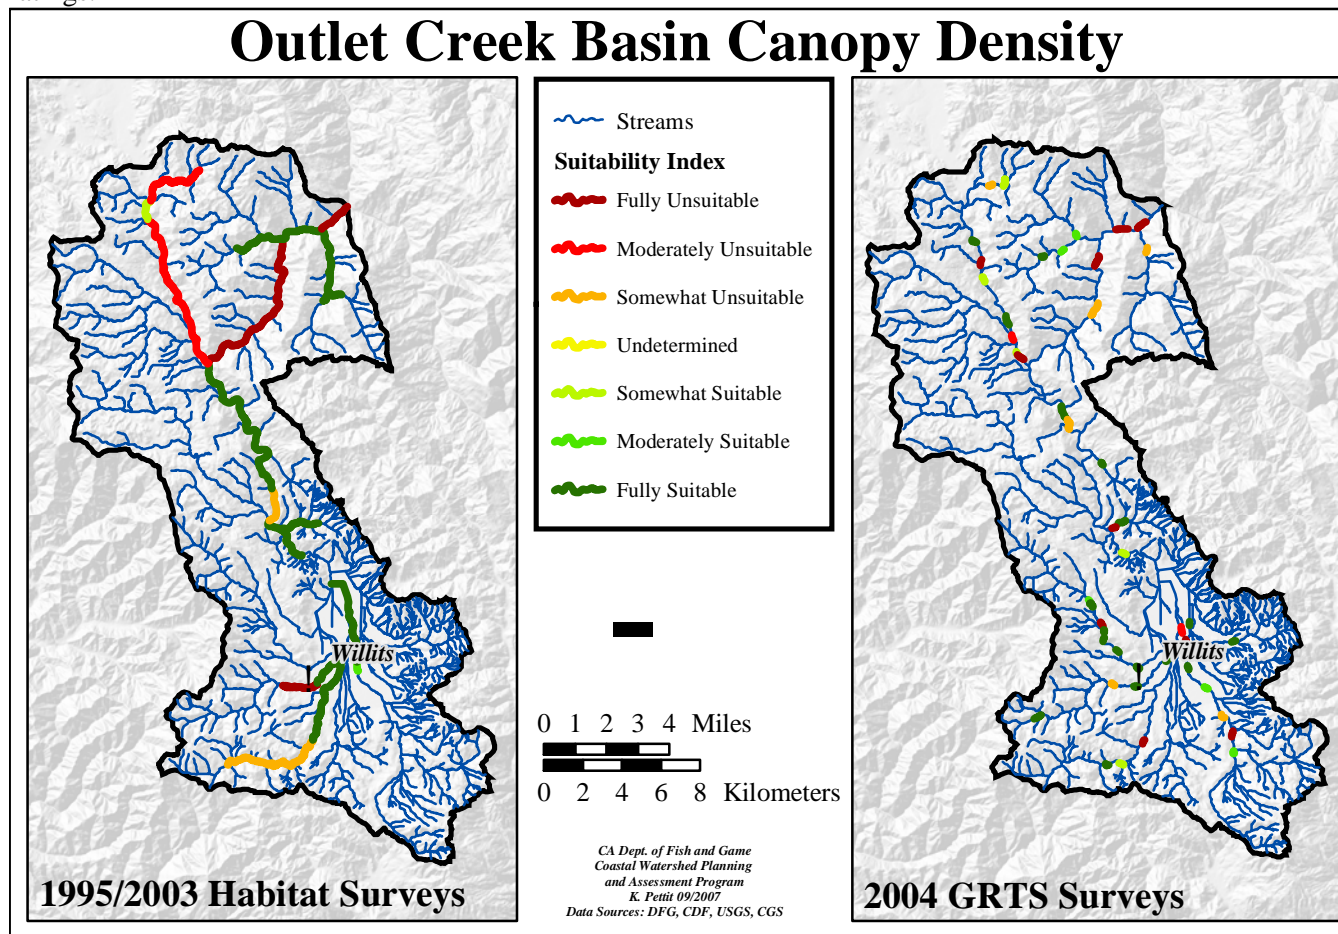 Outlet Creek Basin Canopy Density
Streams
Suitability Index
Fully Unsuitable
Moderately Unsuitable
Somewhat Unsuitable
Undetermined
Somewhat Suitable
Moderately Suitable
Fully Suitable
Willits
Willits
0 1 2 3 4 Miles
0 2 4 6 8 Kilometers
CA Dept. of Fish and Game
Coastal Watershed Planning
and Assessment Program
K. Pettit 09/2007
Data Sources: DFG, CDF, USGS, CGS
1995/2003 Habitat Surveys
2004 GRTS Surveys